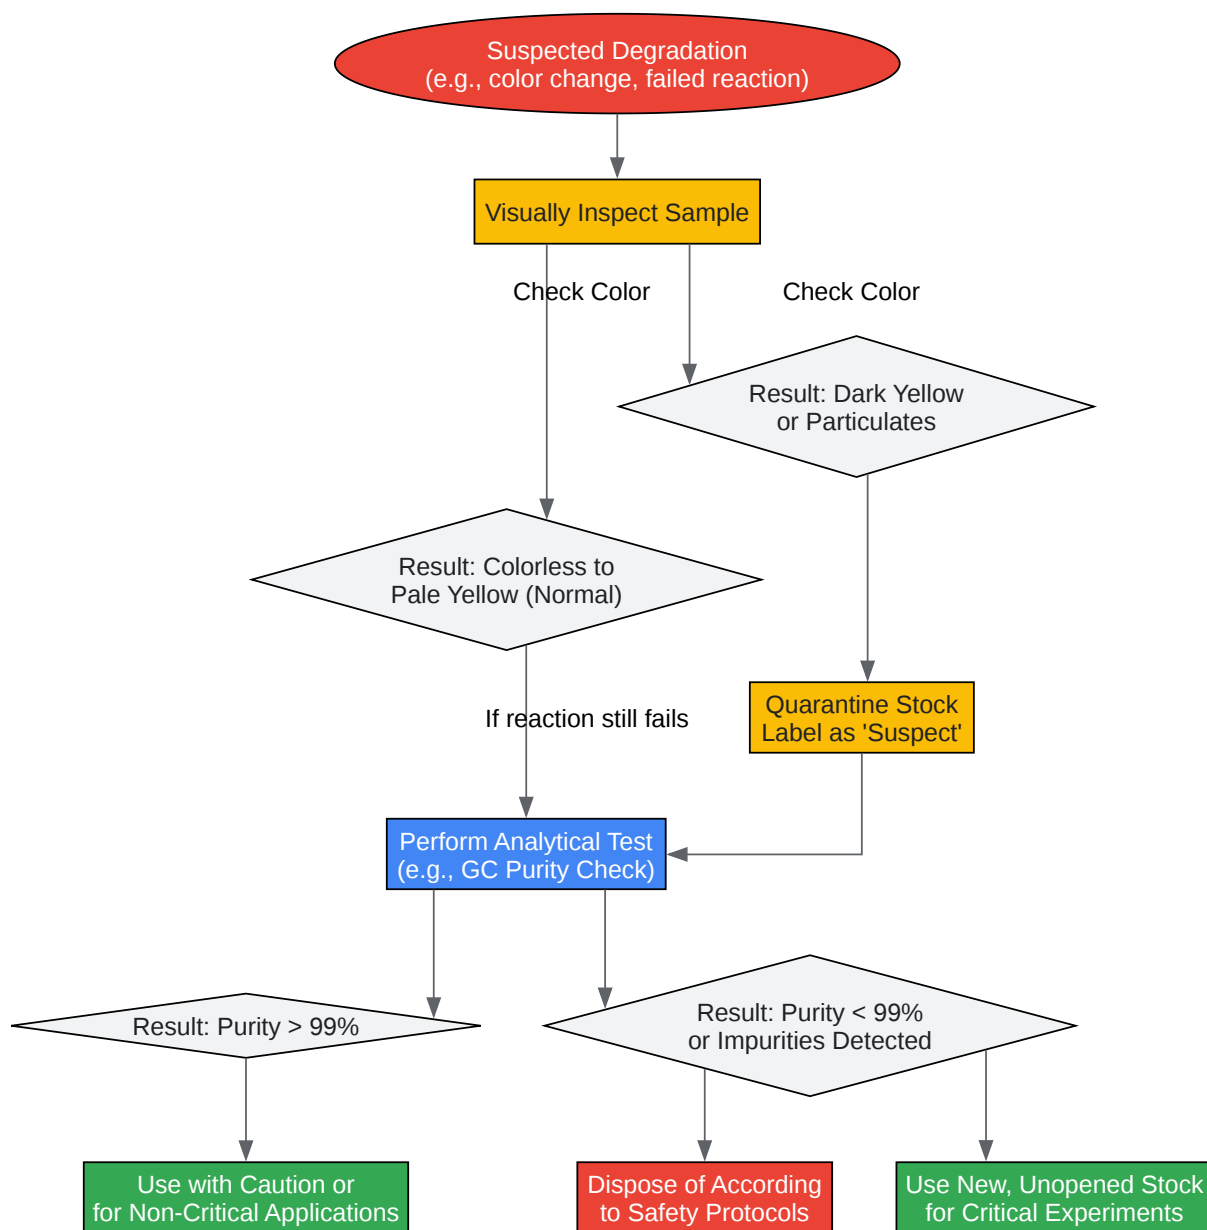 Suspected Degradation
(e.g., color change, failed reaction)
Visually Inspect Sample
Check Color
Check Color
Result: Dark Yellow
or Particulates
Result: Colorless to
Pale Yellow (Normal)
If reaction still fails
Quarantine Stock
Label as 'Suspect'
Perform Analytical Test
(e.g., GC Purity Check)
Result: Purity > 99%
Result: Purity < 99%
or Impurities Detected
Use with Caution or
for Non-Critical Applications
Dispose of According
to Safety Protocols
Use New, Unopened Stock
for Critical Experiments